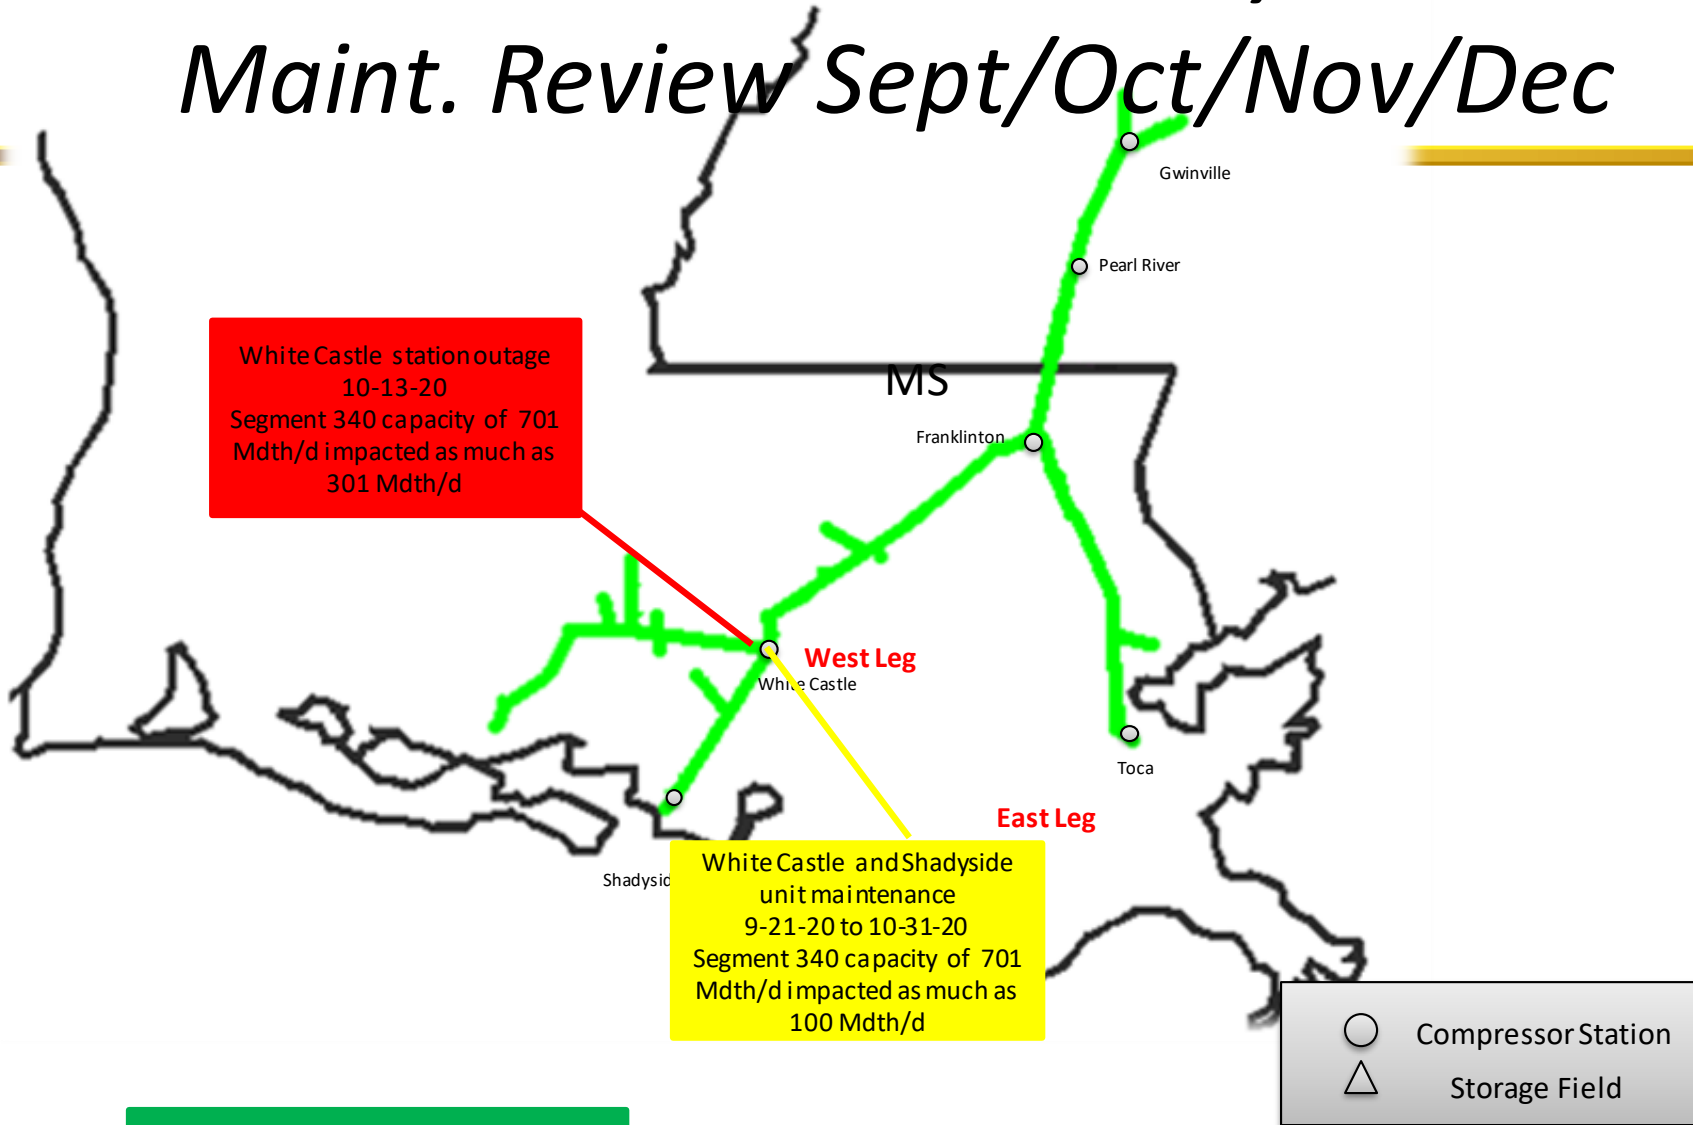 Maint. Review Sept/Oct/Nov/Dec
Gwinville
Pearl River
White Castle station outage
10-13-20
Segment 340 capacity of 701
Mdth/d impacted as much as
301 Mdth/d
MS
Franklinton
West Leg
White Castle
Toca
East Leg
White Castle and Shadyside
unit maintenance
9-21-20 to 10-31-20
Segment 340 capacity of 701
Mdth/d impacted as much as
100 Mdth/d
Shadysid
Compressor Station
Storage Field